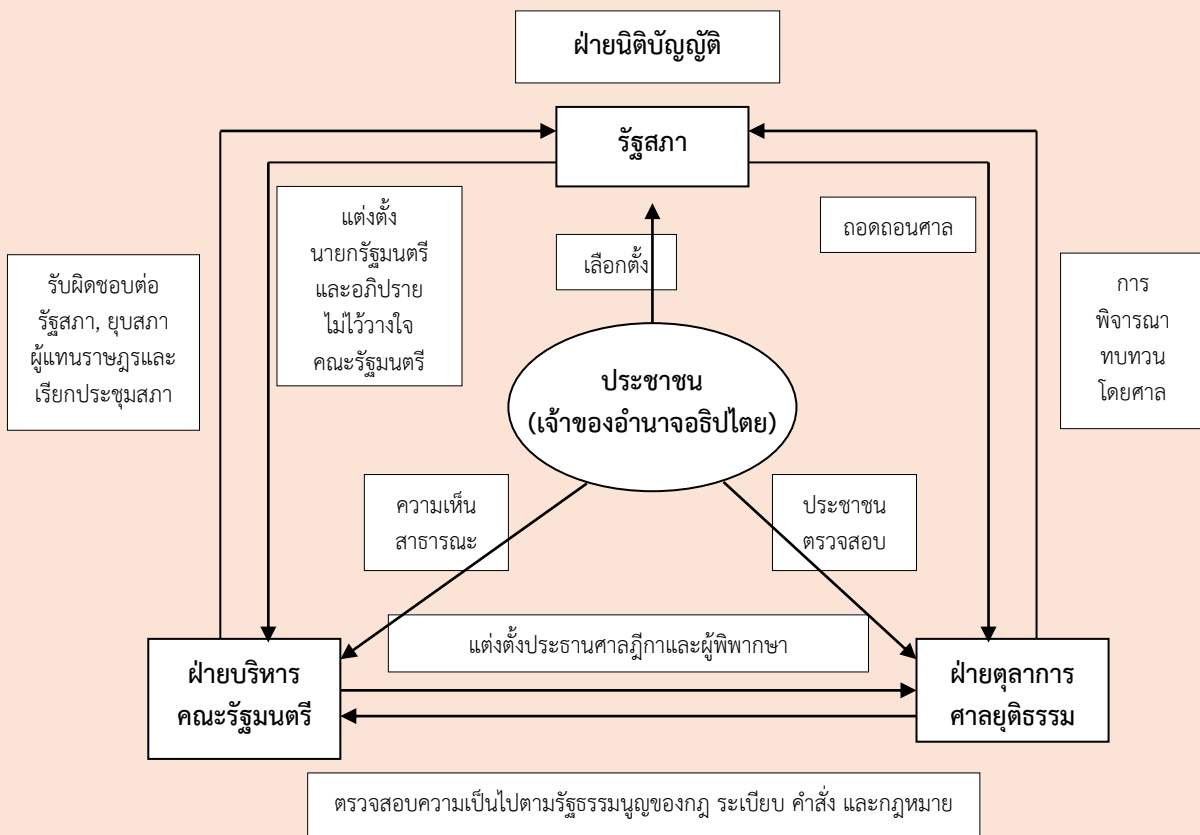 ฝ่ายนิติบัญญัติ
รัฐสภา
แต่งตั้ง
นายกรัฐมนตรี
และอภิปราย
ไม่ไว้วางใจ
คณะรัฐมนตรี
ถอดถอนศาล
เลือกตั้ง
รับผิดชอบต่อ
รัฐสภา, ยุบสภา
ผู้แทนราษฎรและ
เรียกประชุมสภา
การ
พิจารณา
ทบทวน
โดยศาล
ประชาชน
(เจ้าของอำนาจอธิปไตย)
ความเห็น
สาธารณะ
ประชาชน
ตรวจสอบ
แต่งตั้งประธานศาลฎีกาและผู้พิพากษา
ฝ่ายบริหาร
คณะรัฐมนตรี
ฝ่ายตุลาการ
ศาลยุติธรรม
ตรวจสอบความเป็นไปตามรัฐธรรมนูญของกฎ ระเบียบ คำสั่ง และกฎหมาย